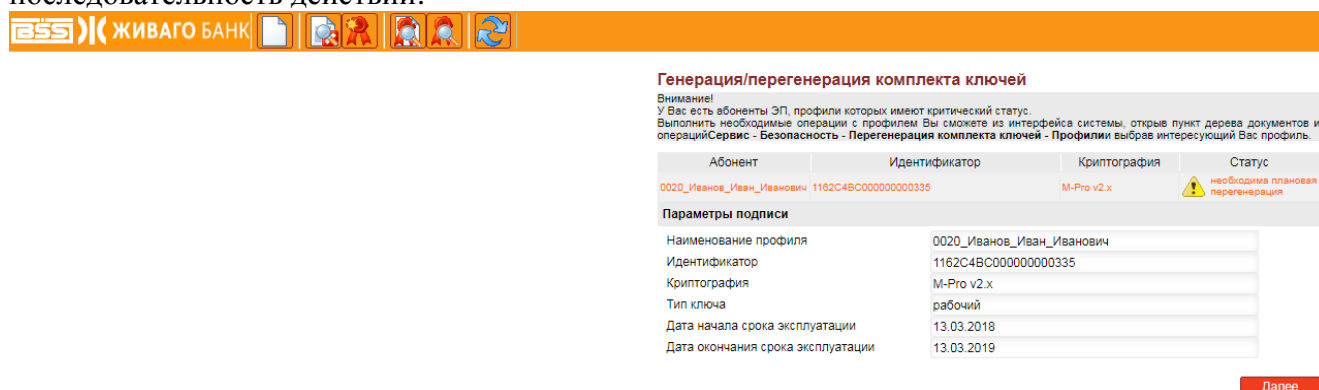 последовательность действий:
BSS ЖИВАГО БАНК
Генерация/перегенерация комплекта ключей
Внимание!
У Вас есть абоненты ЭП, профили которых имеют критический статус.
Выполнить необходимые операции с профилем Вы сможете из интерфейса системы, открыв пункт дерева документов и
операцийСервис - Безопасность - Перегенерация комплекта ключей - Профилии выбрав интересующий Вас профиль.
Абонент Идентификатор Криптография Статус
0020_Иванов_Иван_Иванович 1162C4BC000000000335 M-Pro v2.x необходима плановая
перегенерация
Параметры подписи
Наименование профиля 0020_Иванов_Иван_Иванович
Идентификатор 1162C4BC000000000335
Криптография M-Pro v2.x
Тип ключа рабочий
Дата начала срока эксплуатации 13.03.2018
Дата окончания срока эксплуатации 13.03.2019
Далее